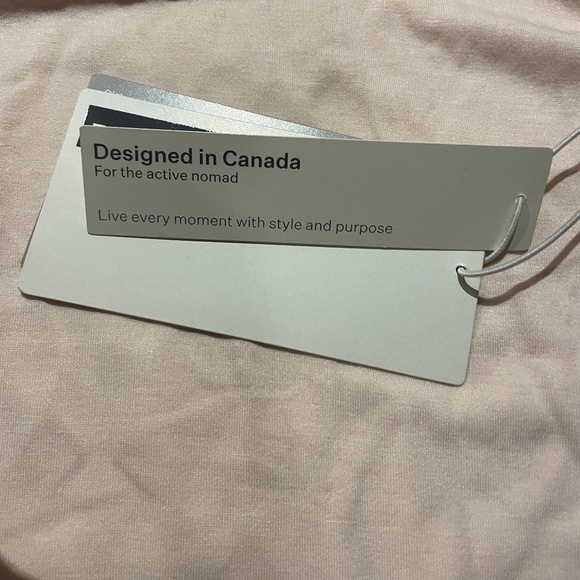 Designed in Canada
For the active nomad
Live every moment with style and purpose